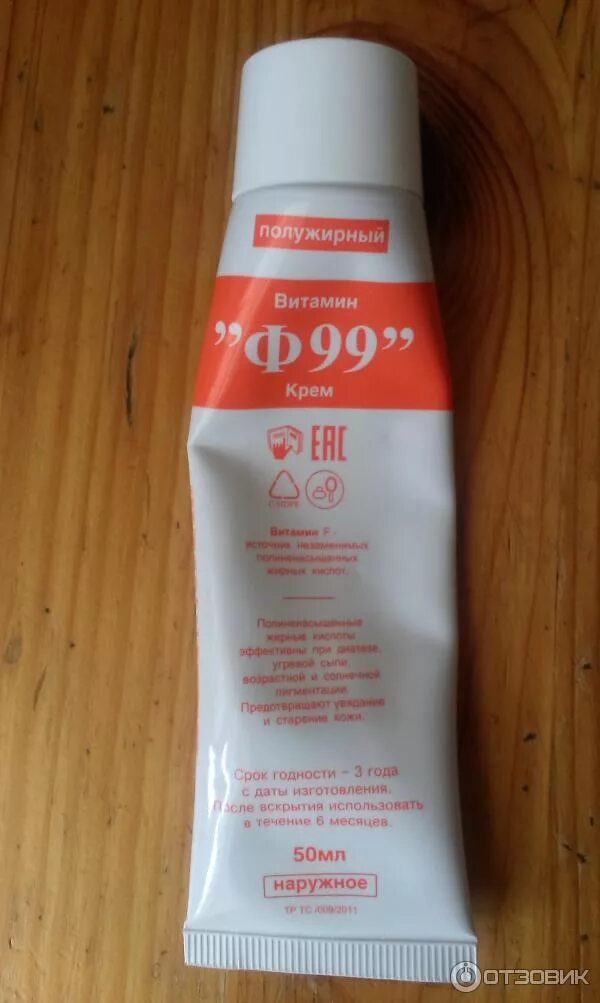 полужирный
Витамин
”Ф99”
Крем
EAC
Витамин F -
источник незаменимых
полиненасыщенных
жирных кислот.
Полиненасыщенные
жирные кислоты
эффективны при диатезе,
угревой сыпи,
возрастной и солнечной
пигментации.
Предотвращают увядание
и старение кожи.
Срок годности – 3 года
с даты изготовления.
После вскрытия использовать
в течение 6 месяцев.
50мл
наружное
ТР ТС /009/2011
ОТЗОВИК